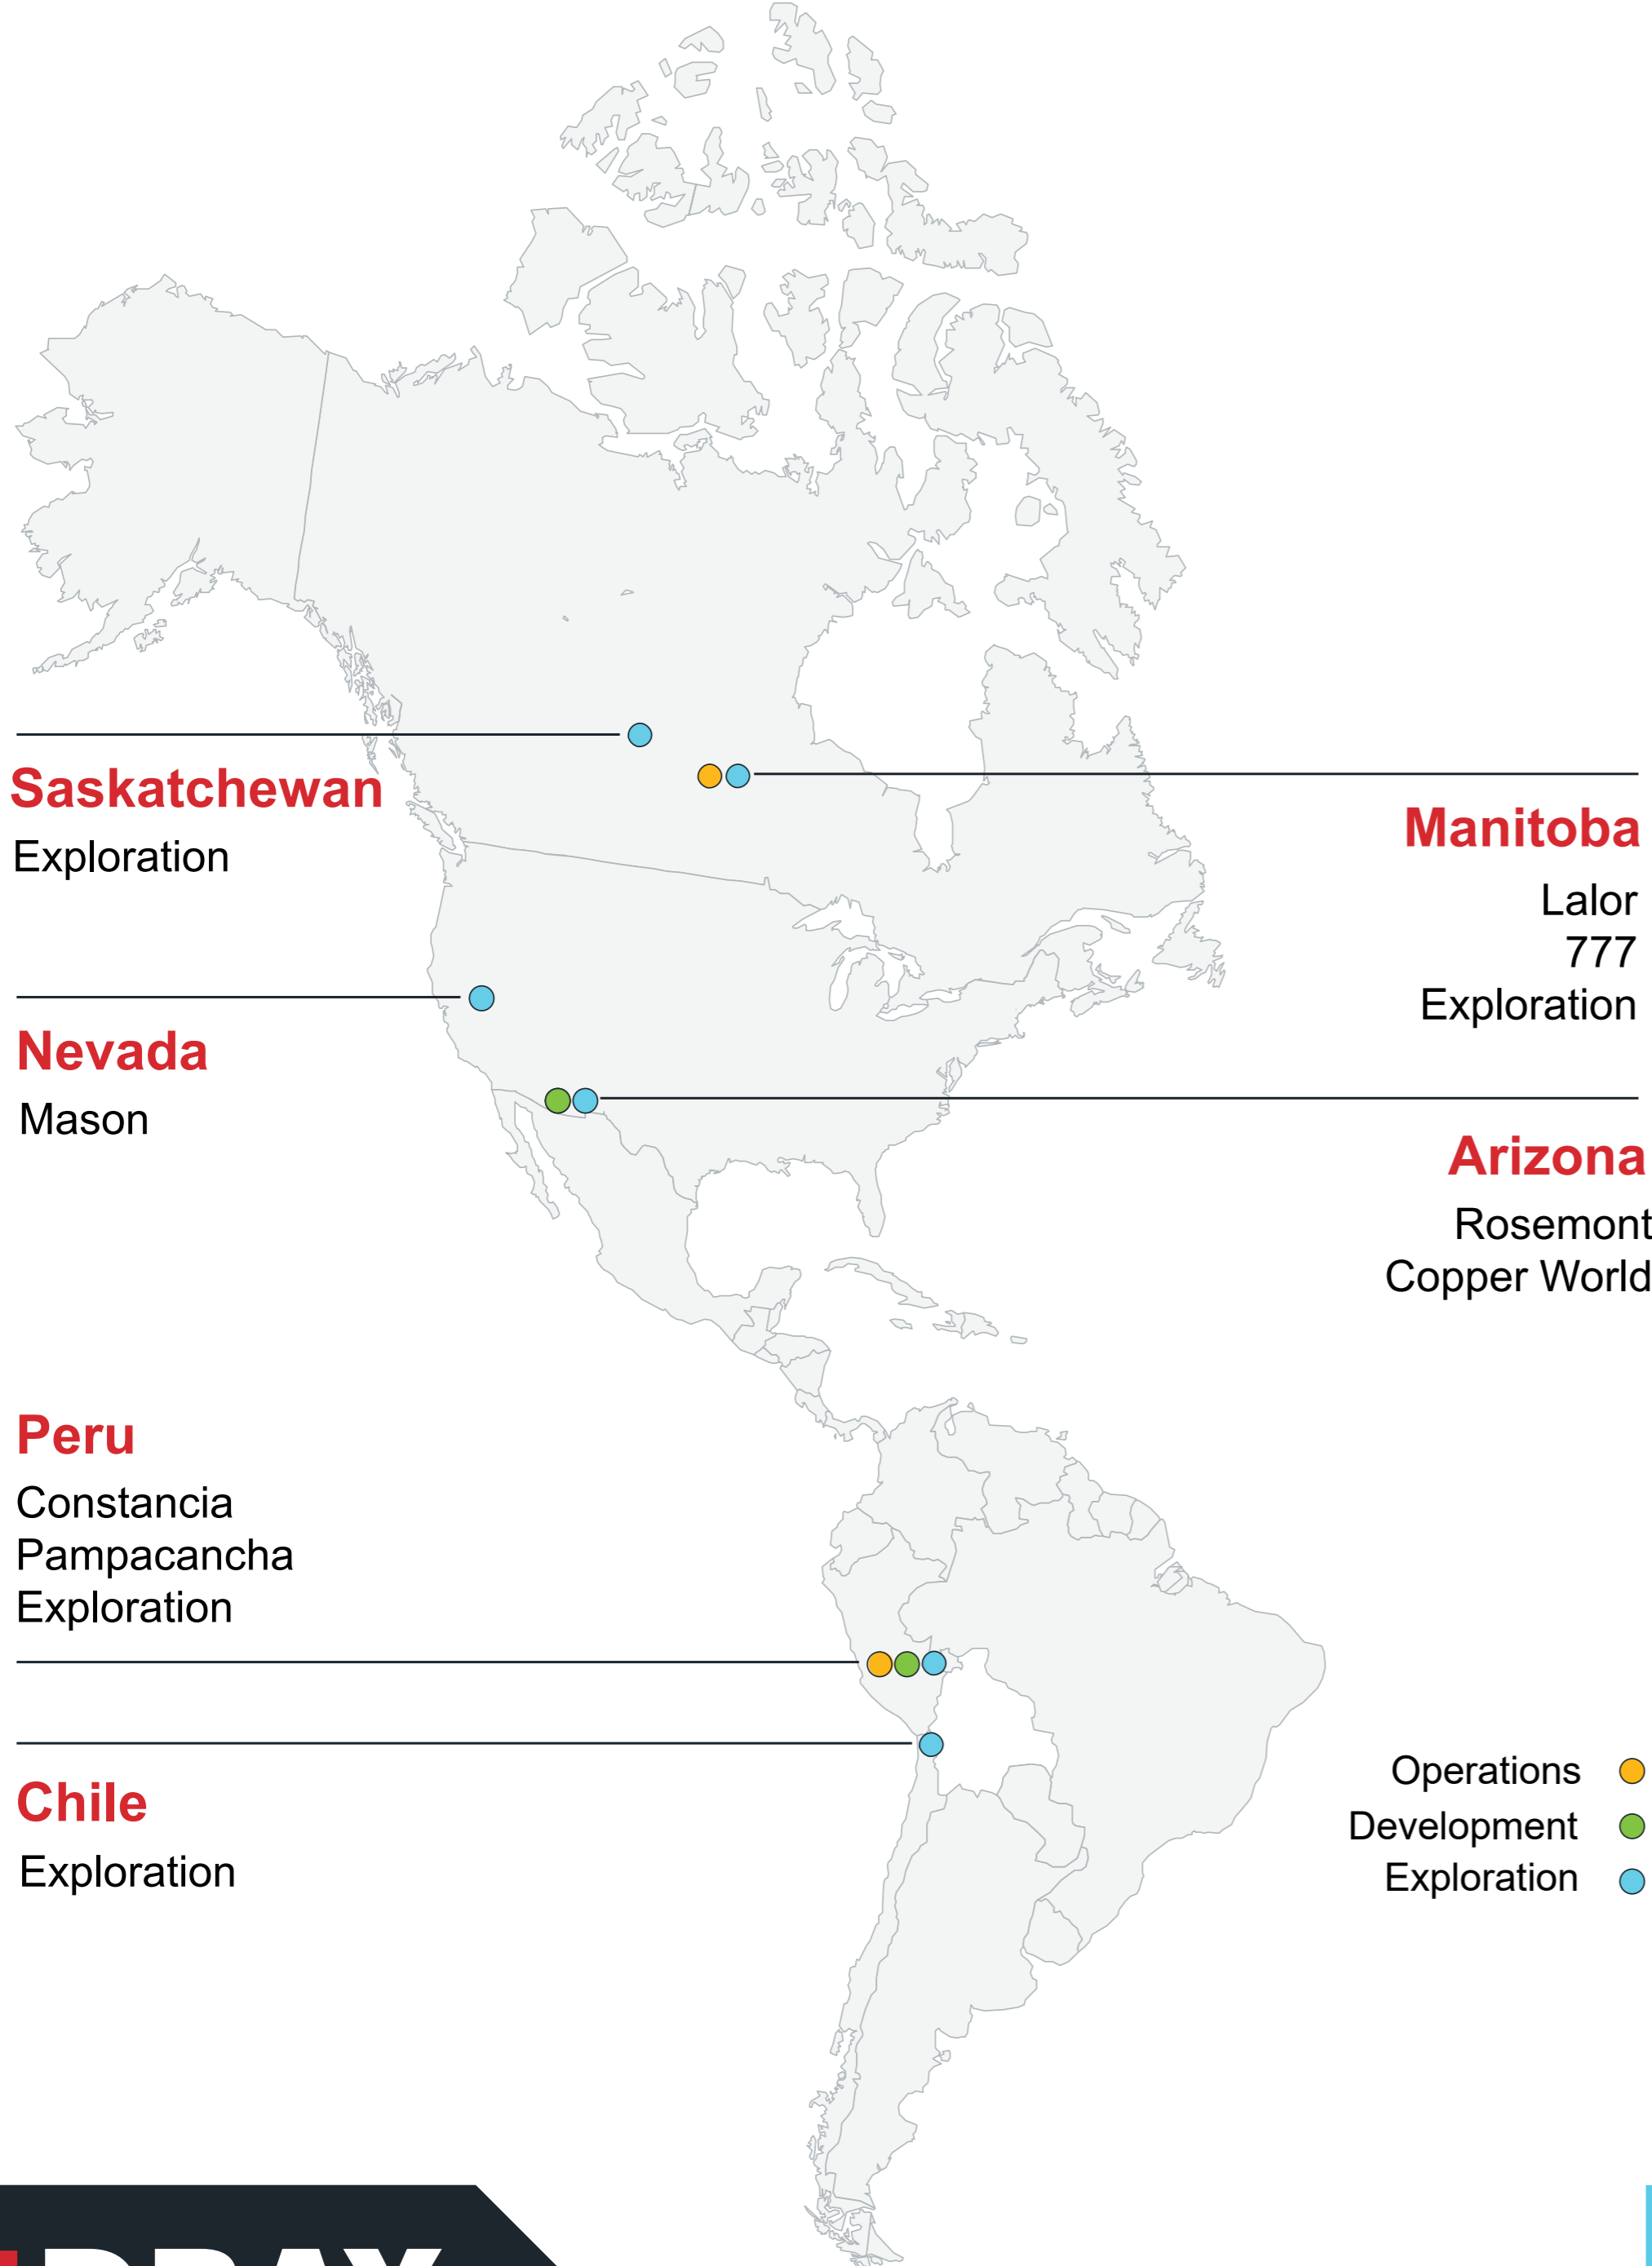 Saskatchewan
Exploration
Manitoba
Lalor
777
Exploration
Nevada
Mason
Arizona
Rosemont
Copper World
Peru
Constancia
Pampacancha
Exploration
Chile
Exploration
Operations
Development
Exploration